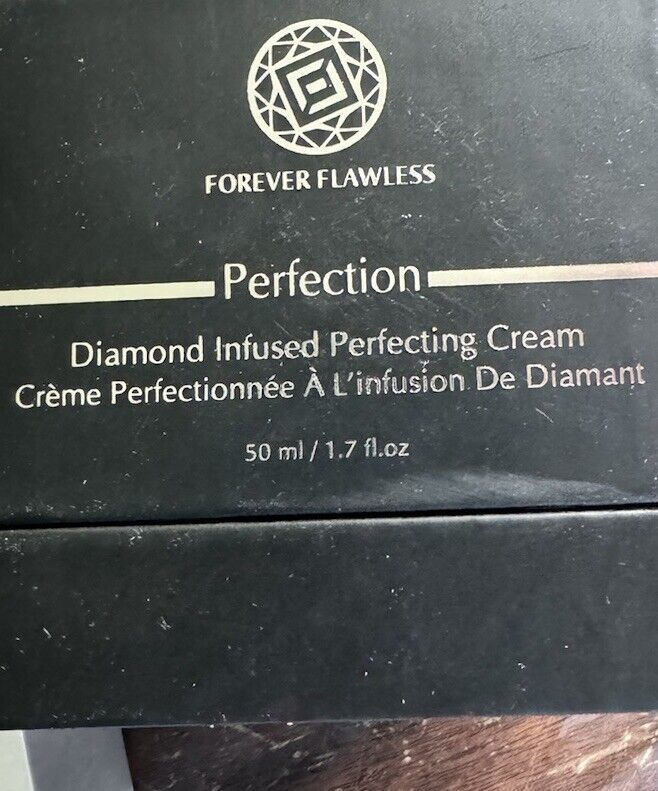 FOREVER FLAWLESS
Perfection
Diamond Infused Perfecting Cream
Crème Perfectionnée À L'infusion De Diamant
50 ml / 1.7 fl.oz